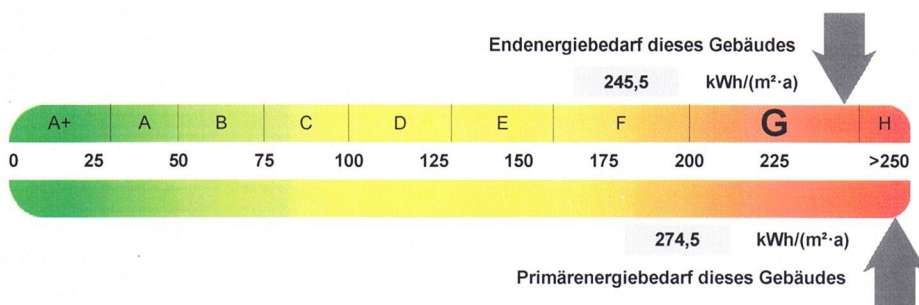 Endenergiebedarf dieses Gebäudes
245,5 kWh/(m²·a)
A+ A B C D E F G H
0 25 50 75 100 125 150 175 200 225 >250
274,5 kWh/(m²·a)
Primärenergiebedarf dieses Gebäudes